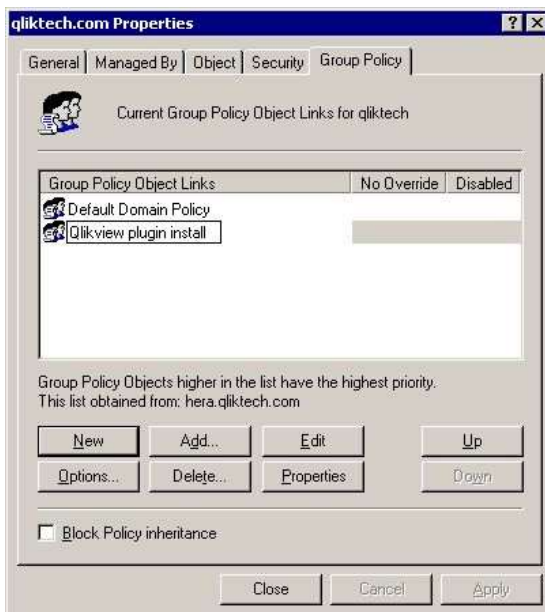 qliktech.com Properties
General Managed By Object Security Group Policy
Current Group Policy Object Links for qliktech
Group Policy Object Links No Override Disabled
Default Domain Policy
Qlikview plugin install
Group Policy Objects higher in the list have the highest priority.
This list obtained from: hera.qliktech.com
New Add... Edit Up
Options... Delete... Properties Down
Block Policy inheritance
Close Cancel Apply